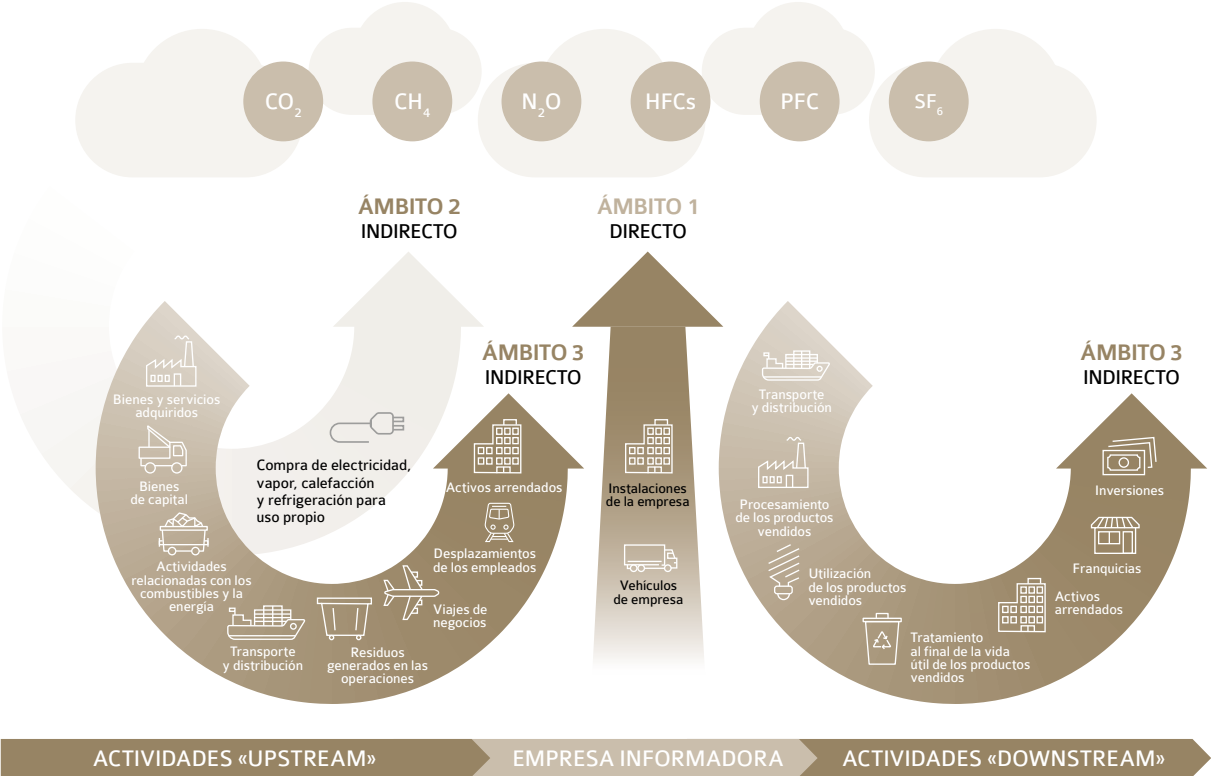 CO₂
CH₄
N₂O
HFCs
PFC
SF₆
ÁMBITO 2
INDIRECTO
ÁMBITO 1
DIRECTO
ÁMBITO 3
INDIRECTO
ÁMBITO 3
INDIRECTO
Bienes y servicios
adquiridos
Bienes
de capital
Actividades
relacionadas con los
combustibles y la
energía
Transporte
y distribución
Residuos
generados en las
operaciones
Viajes de
negocios
Desplazamientos
de los empleados
Activos arrendados
Compra de electricidad,
vapor, calefacción
y refrigeración para
uso propio
Instalaciones
de la empresa
Vehículos
de empresa
Transporte
y distribución
Procesamiento
de los productos
vendidos
Utilización
de los productos
vendidos
Tratamiento
al final de la vida
útil de los productos
vendidos
Activos
arrendados
Franquicias
Inversiones
ACTIVIDADES «UPSTREAM»
EMPRESA INFORMADORA
ACTIVIDADES «DOWNSTREAM»